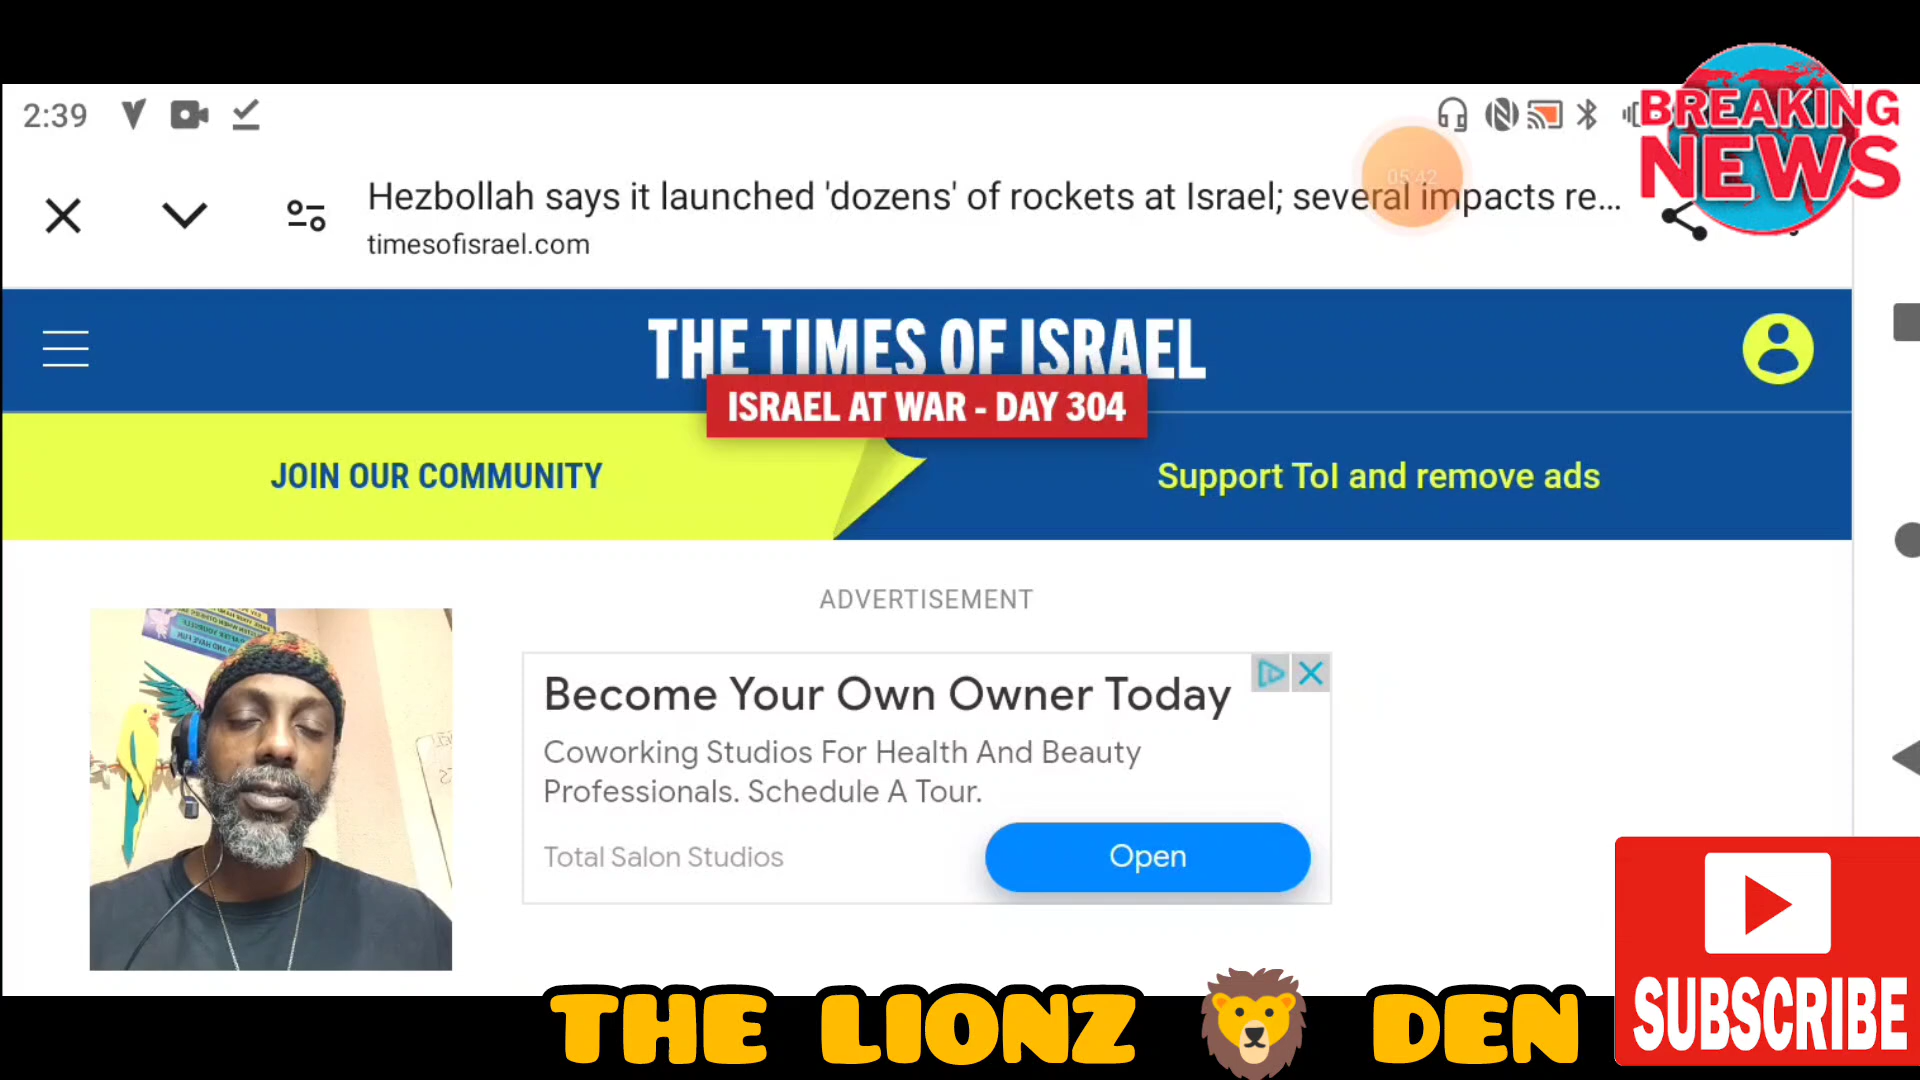 2:39
BREAKING
NEWS
05:42
Hezbollah says it launched 'dozens' of rockets at Israel; several impacts re...
timesofisrael.com
THE TIMES OF ISRAEL
ISRAEL AT WAR - DAY 304
JOIN OUR COMMUNITY
Support ToI and remove ads
ADVERTISEMENT
Become Your Own Owner Today
Coworking Studios For Health And Beauty
Professionals. Schedule A Tour.
Total Salon Studios
Open
THE LIONZ DEN
SUBSCRIBE